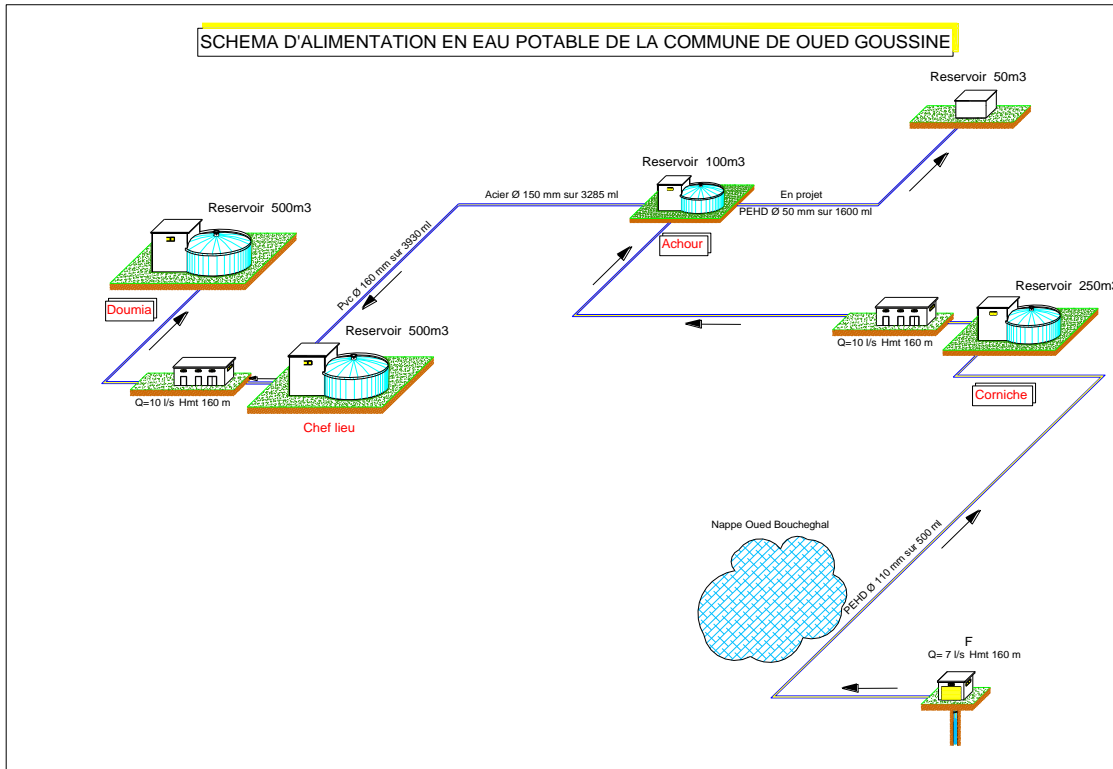 SCHEMA D'ALIMENTATION EN EAU POTABLE DE LA COMMUNE DE OUED GOUSSINE
Reservoir 50m3
Reservoir 100m3
Acier Ø 150 mm sur 3285 ml
En projet
PEHD Ø 50 mm sur 1600 ml
Achour
Reservoir 500m3
Doumia
Pvc Ø 160 mm sur 3930 ml
Reservoir 500m3
Q=10 l/s Hmt 160 m
Chef lieu
Reservoir 250m3
Q=10 l/s Hmt 160 m
Corniche
Nappe Oued Boucheghal
PEHD Ø 110 mm sur 500 ml
F
Q= 7 l/s Hmt 160 m